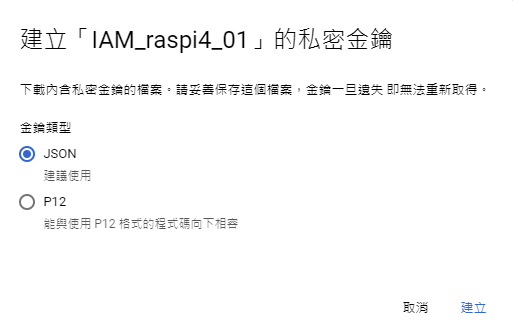 建立「IAM_raspi4_01」的私密金鑰
下載內含私密金鑰的檔案。請妥善保存這個檔案，金鑰一旦遺失 即無法重新取得。
金鑰類型
JSON
建議使用
P12
能與使用 P12 格式的程式碼向下相容
取消 建立